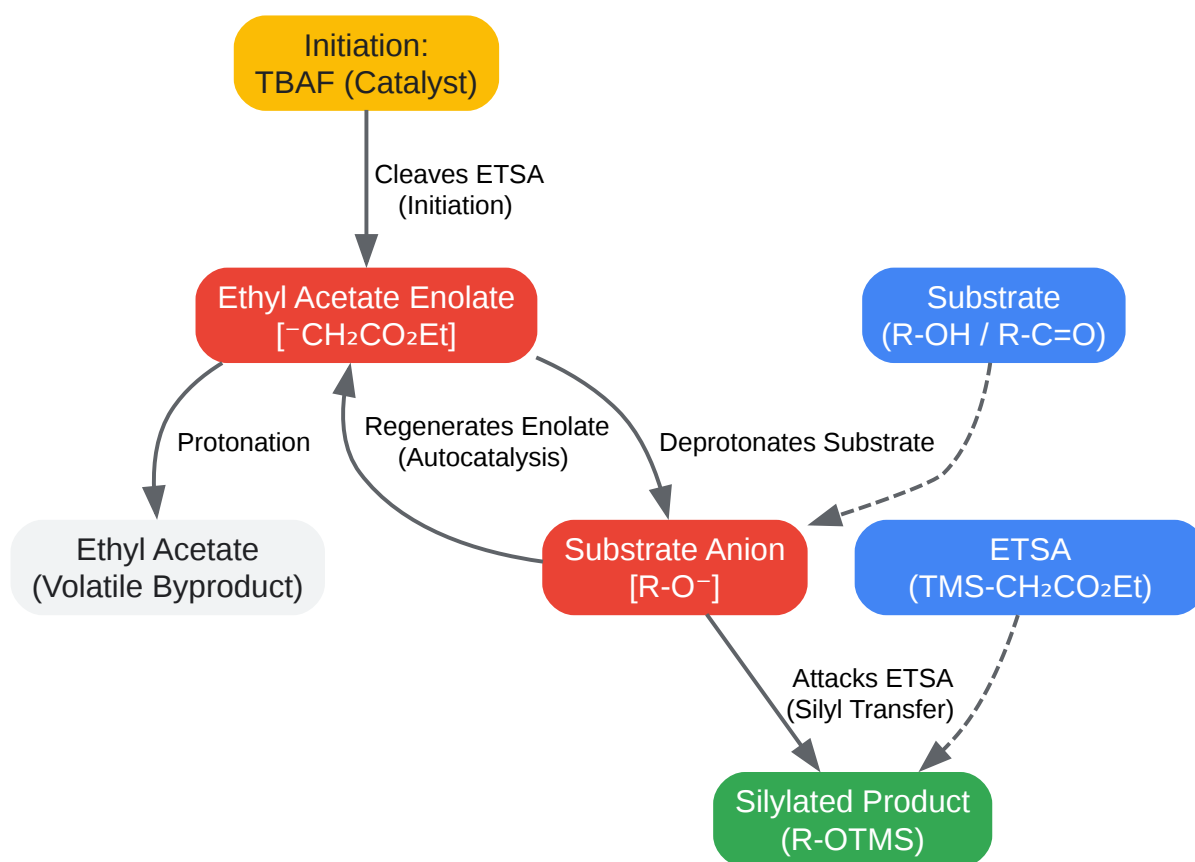 Initiation:
TBAF (Catalyst)
Cleaves ETSA
(Initiation)
Ethyl Acetate Enolate
[⁻CH₂CO₂Et]
Substrate
(R-OH / R-C=O)
Protonation
Regenerates Enolate
(Autocatalysis)
Deprotonates Substrate
Ethyl Acetate
(Volatile Byproduct)
Substrate Anion
[R-O⁻]
ETSA
(TMS-CH₂CO₂Et)
Attacks ETSA
(Silyl Transfer)
Silylated Product
(R-OTMS)